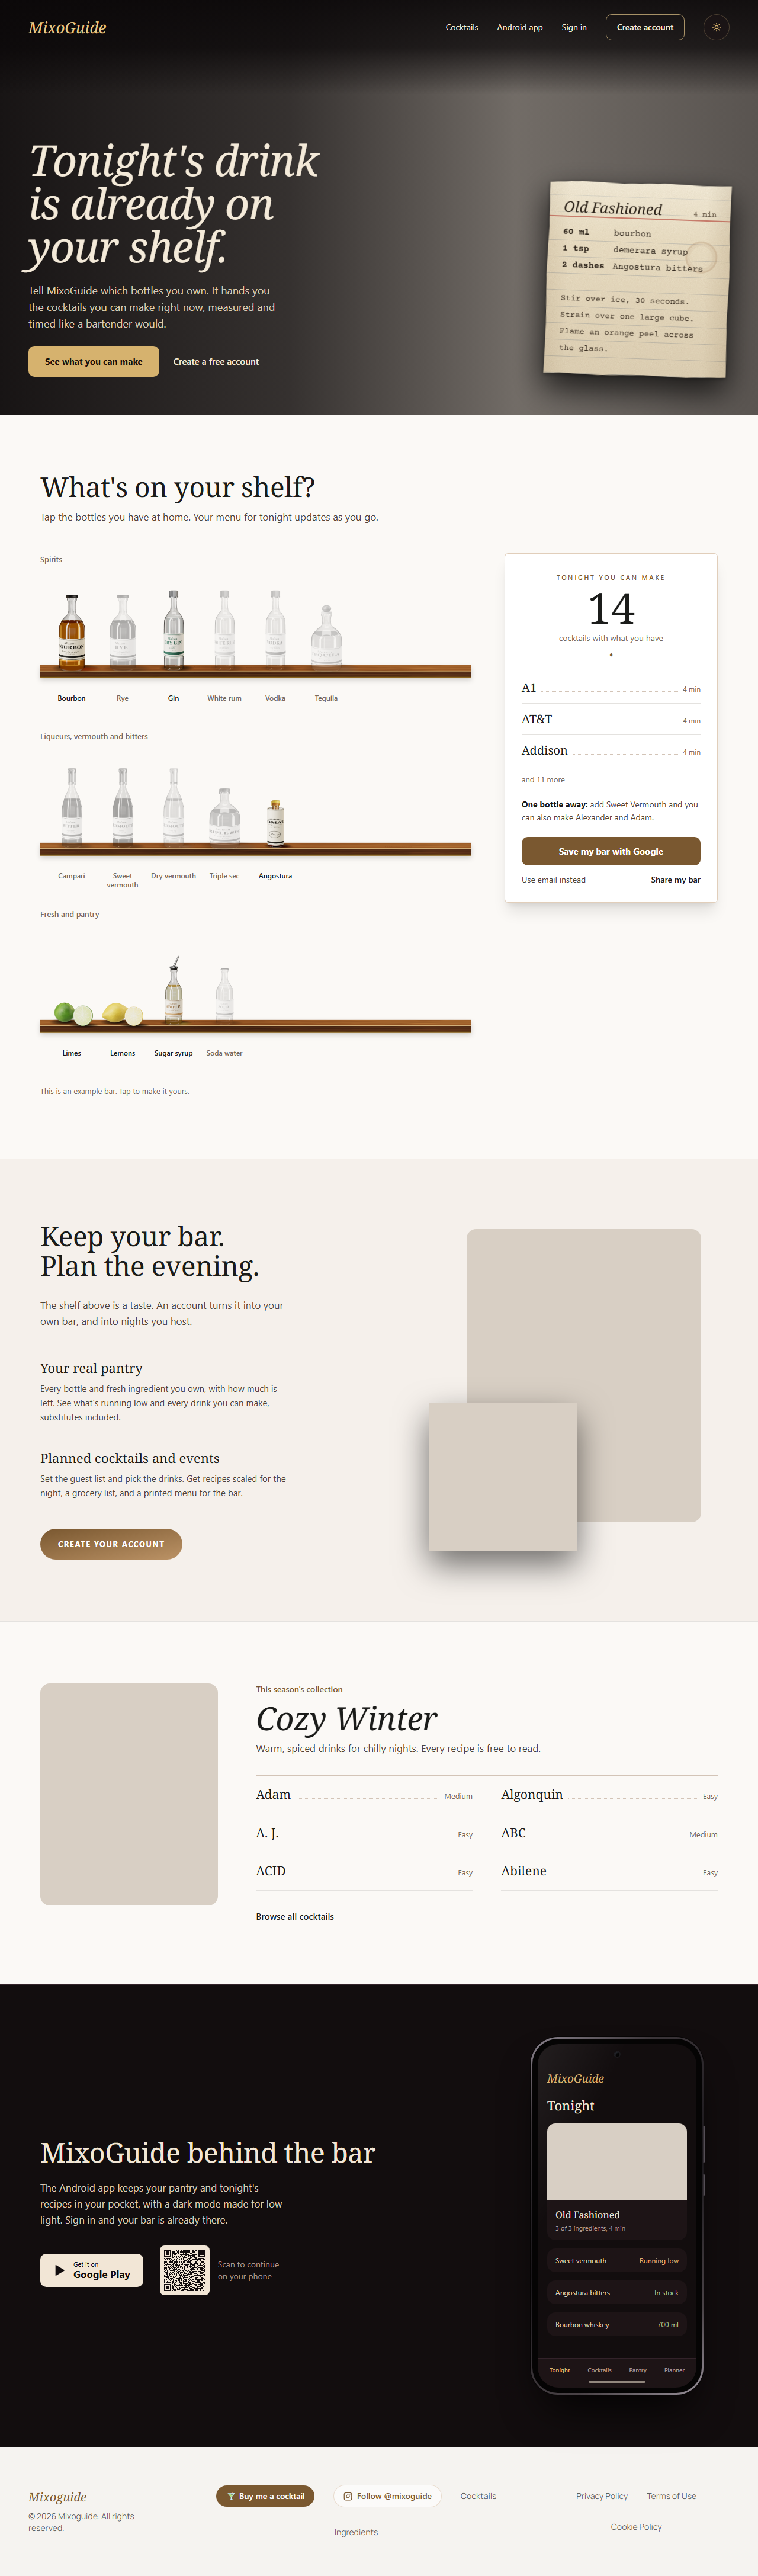 MixoGuide
Cocktails
Android app
Sign in
Create account
Tonight's drink
is already on
your shelf.
Tell MixoGuide which bottles you own. It hands you
the cocktails you can make right now, measured and
timed like a bartender would.
See what you can make
Create a free account
Old Fashioned
4 min
60 ml bourbon
1 tsp demerara syrup
2 dashes Angostura bitters
Stir over ice, 30 seconds.
Strain over one large cube.
Flame an orange peel across
the glass.
What's on your shelf?
Tap the bottles you have at home. Your menu for tonight updates as you go.
Spirits
Bourbon
Rye
Gin
White rum
Vodka
Tequila
Liqueurs, vermouth and bitters
Campari
Sweet
vermouth
Dry vermouth
Triple sec
Angostura
Fresh and pantry
Limes
Lemons
Sugar syrup
Soda water
This is an example bar. Tap to make it yours.
TONIGHT YOU CAN MAKE
14
cocktails with what you have
A1 4 min
AT&T 4 min
Addison 4 min
and 11 more
One bottle away: add Sweet Vermouth and you
can also make Alexander and Adam.
Save my bar with Google
Use email instead
Share my bar
Keep your bar.
Plan the evening.
The shelf above is a taste. An account turns it into your
own bar, and into nights you host.
Your real pantry
Every bottle and fresh ingredient you own, with how much is
left. See what's running low and every drink you can make,
substitutes included.
Planned cocktails and events
Set the guest list and pick the drinks. Get recipes scaled for the
night, a grocery list, and a printed menu for the bar.
CREATE YOUR ACCOUNT
This season's collection
Cozy Winter
Warm, spiced drinks for chilly nights. Every recipe is free to read.
Adam Medium
Algonquin Easy
A. J. Easy
ABC Medium
ACID Easy
Abilene Easy
Browse all cocktails
MixoGuide behind the bar
The Android app keeps your pantry and tonight's
recipes in your pocket, with a dark mode made for low
light. Sign in and your bar is already there.
Get it on
Google Play
Scan to continue
on your phone
MixoGuide
Tonight
Old Fashioned
3 of 3 ingredients, 4 min
Sweet vermouth Running low
Angostura bitters In stock
Bourbon whiskey 700 ml
Tonight
Cocktails
Pantry
Planner
Mixoguide
© 2026 Mixoguide. All rights
reserved.
Buy me a cocktail
Follow @mixoguide
Cocktails
Ingredients
Privacy Policy
Terms of Use
Cookie Policy